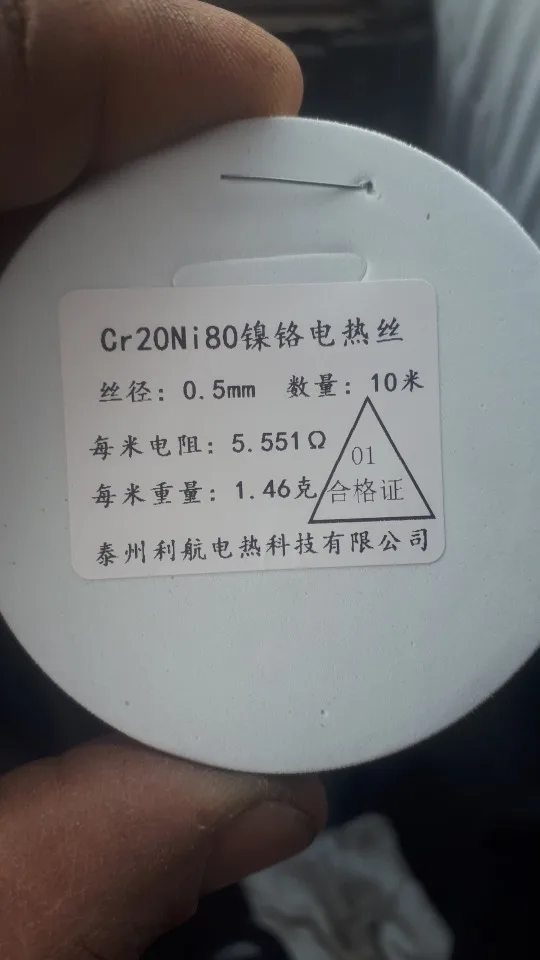 Cr20Ni80镍铬电热丝
丝径：0.5mm 数量：10米
每米电阻：5.551Ω
01
每米重量：1.46克
合格证
泰州利航电热科技有限公司